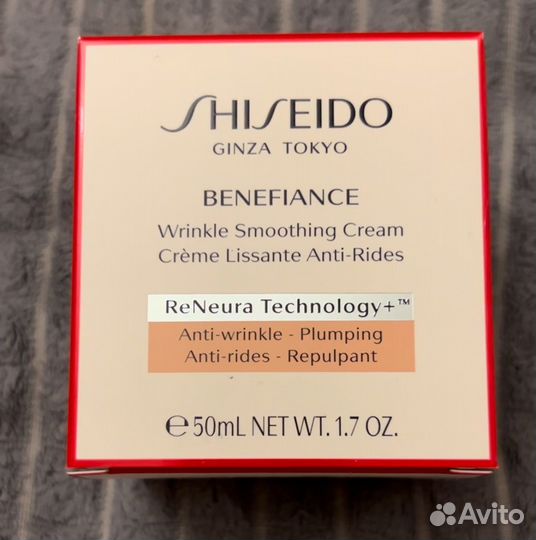 SHISEIDO
GINZA TOKYO
BENEFIANCE
Wrinkle Smoothing Cream
Crème Lissante Anti-Rides
ReNeura Technology+™
Anti-wrinkle - Plumping
Anti-rides - Repulpant
℮50mL NET WT. 1.7 OZ.
Avito